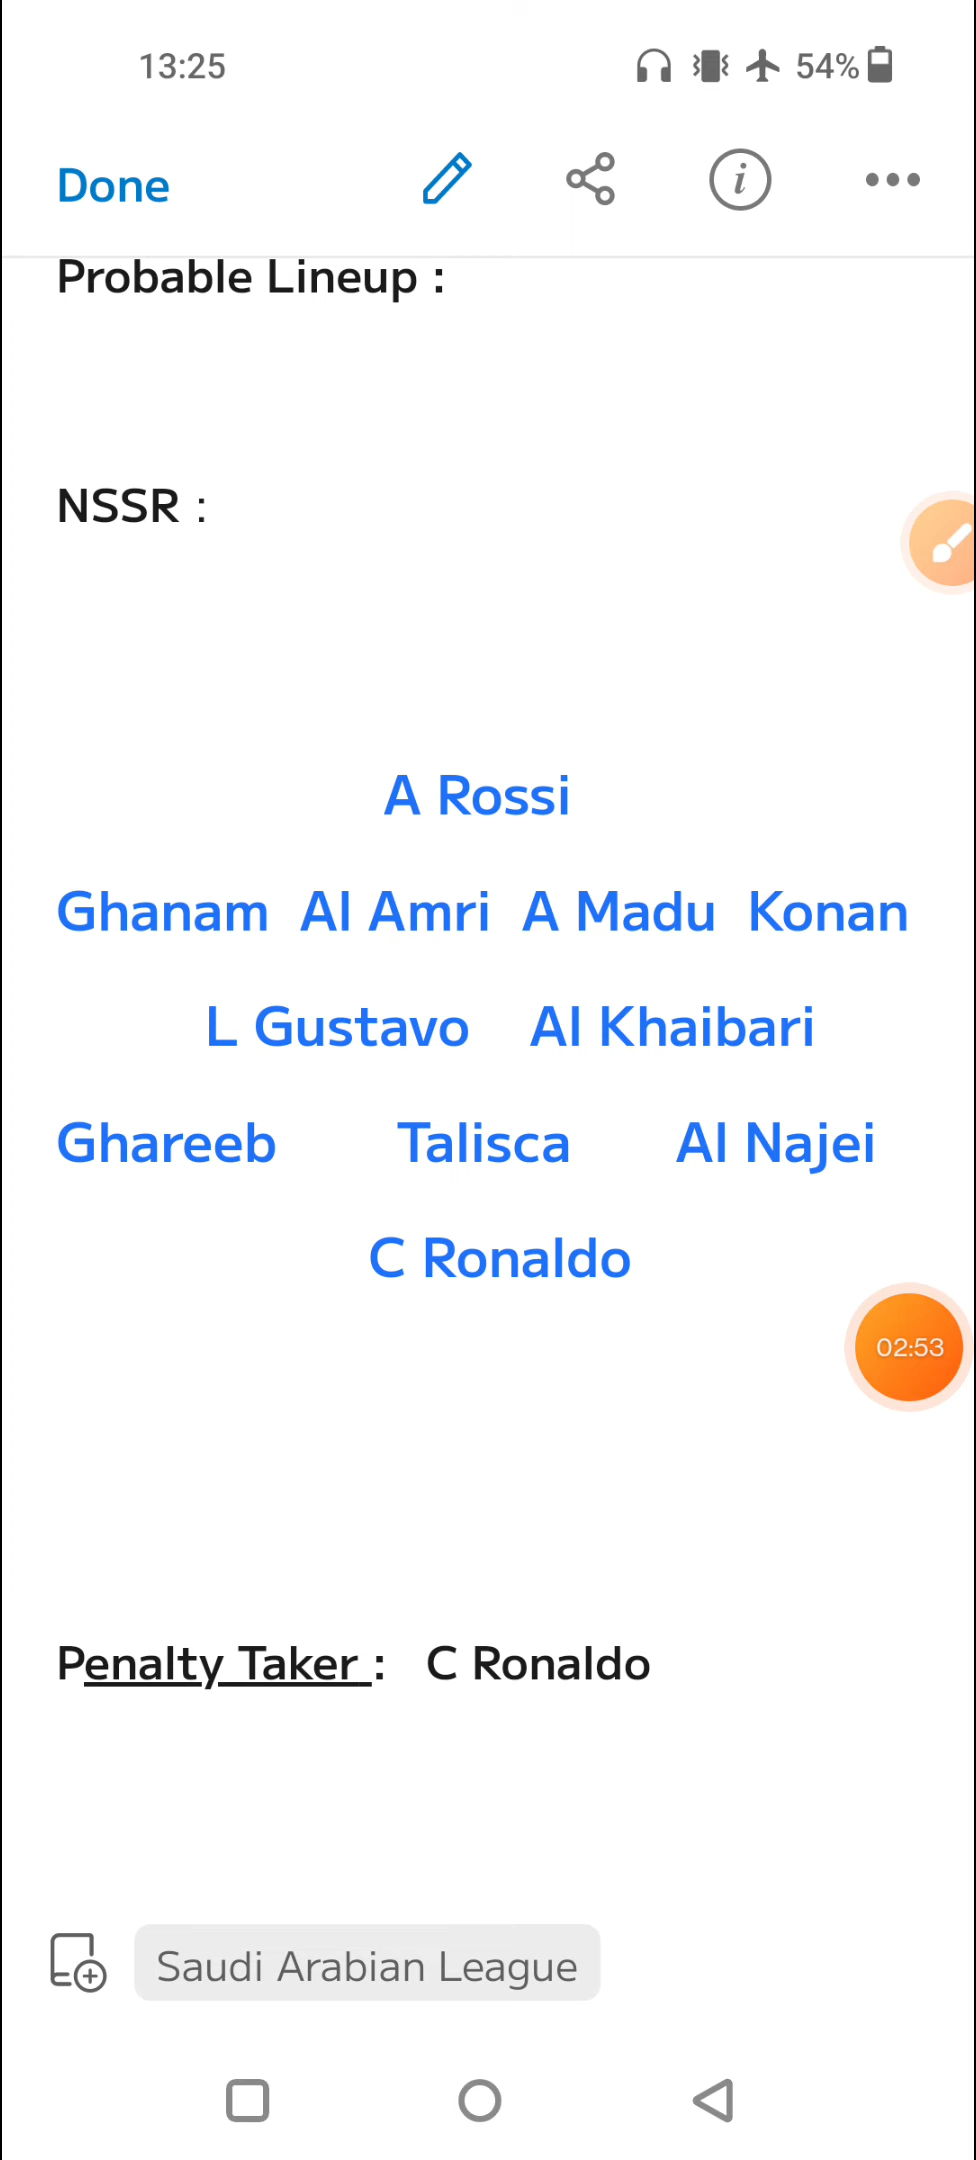 13:25 54%
Done
Probable Lineup :
NSSR :
A Rossi
Ghanam Al Amri A Madu Konan
L Gustavo Al Khaibari
Ghareeb Talisca Al Najei
C Ronaldo
02:53
Penalty Taker : C Ronaldo
Saudi Arabian League